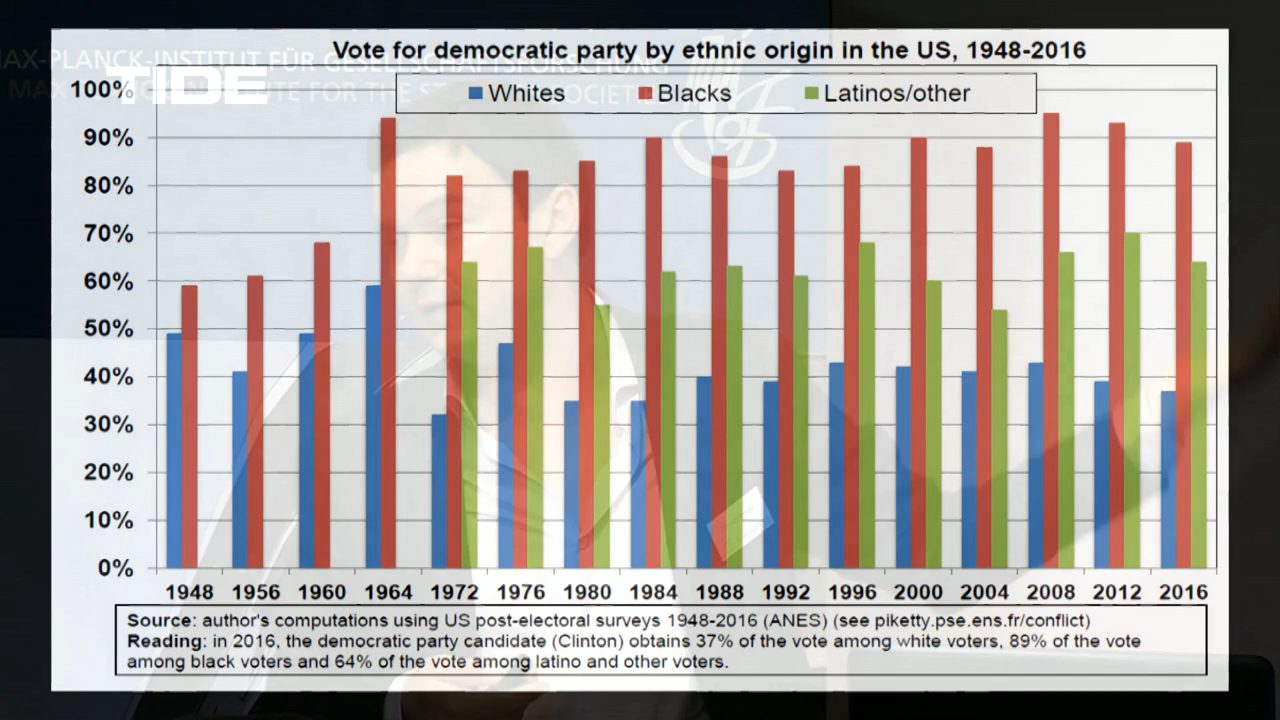 Vote for democratic party by ethnic origin in the US, 1948-2016
MAX-PLANCK-INSTITUT FÜR GESELLSCHAFTSFORSCHUNG
TIDE
Whites
Blacks
Latinos/other
100%
90%
80%
70%
60%
50%
40%
30%
20%
10%
0%
1948 1956 1960 1964 1972 1976 1980 1984 1988 1992 1996 2000 2004 2008 2012 2016
Source: author's computations using US post-electoral surveys 1948-2016 (ANES) (see piketty.pse.ens.fr/conflict)
Reading: in 2016, the democratic party candidate (Clinton) obtains 37% of the vote among white voters, 89% of the vote
among black voters and 64% of the vote among latino and other voters.